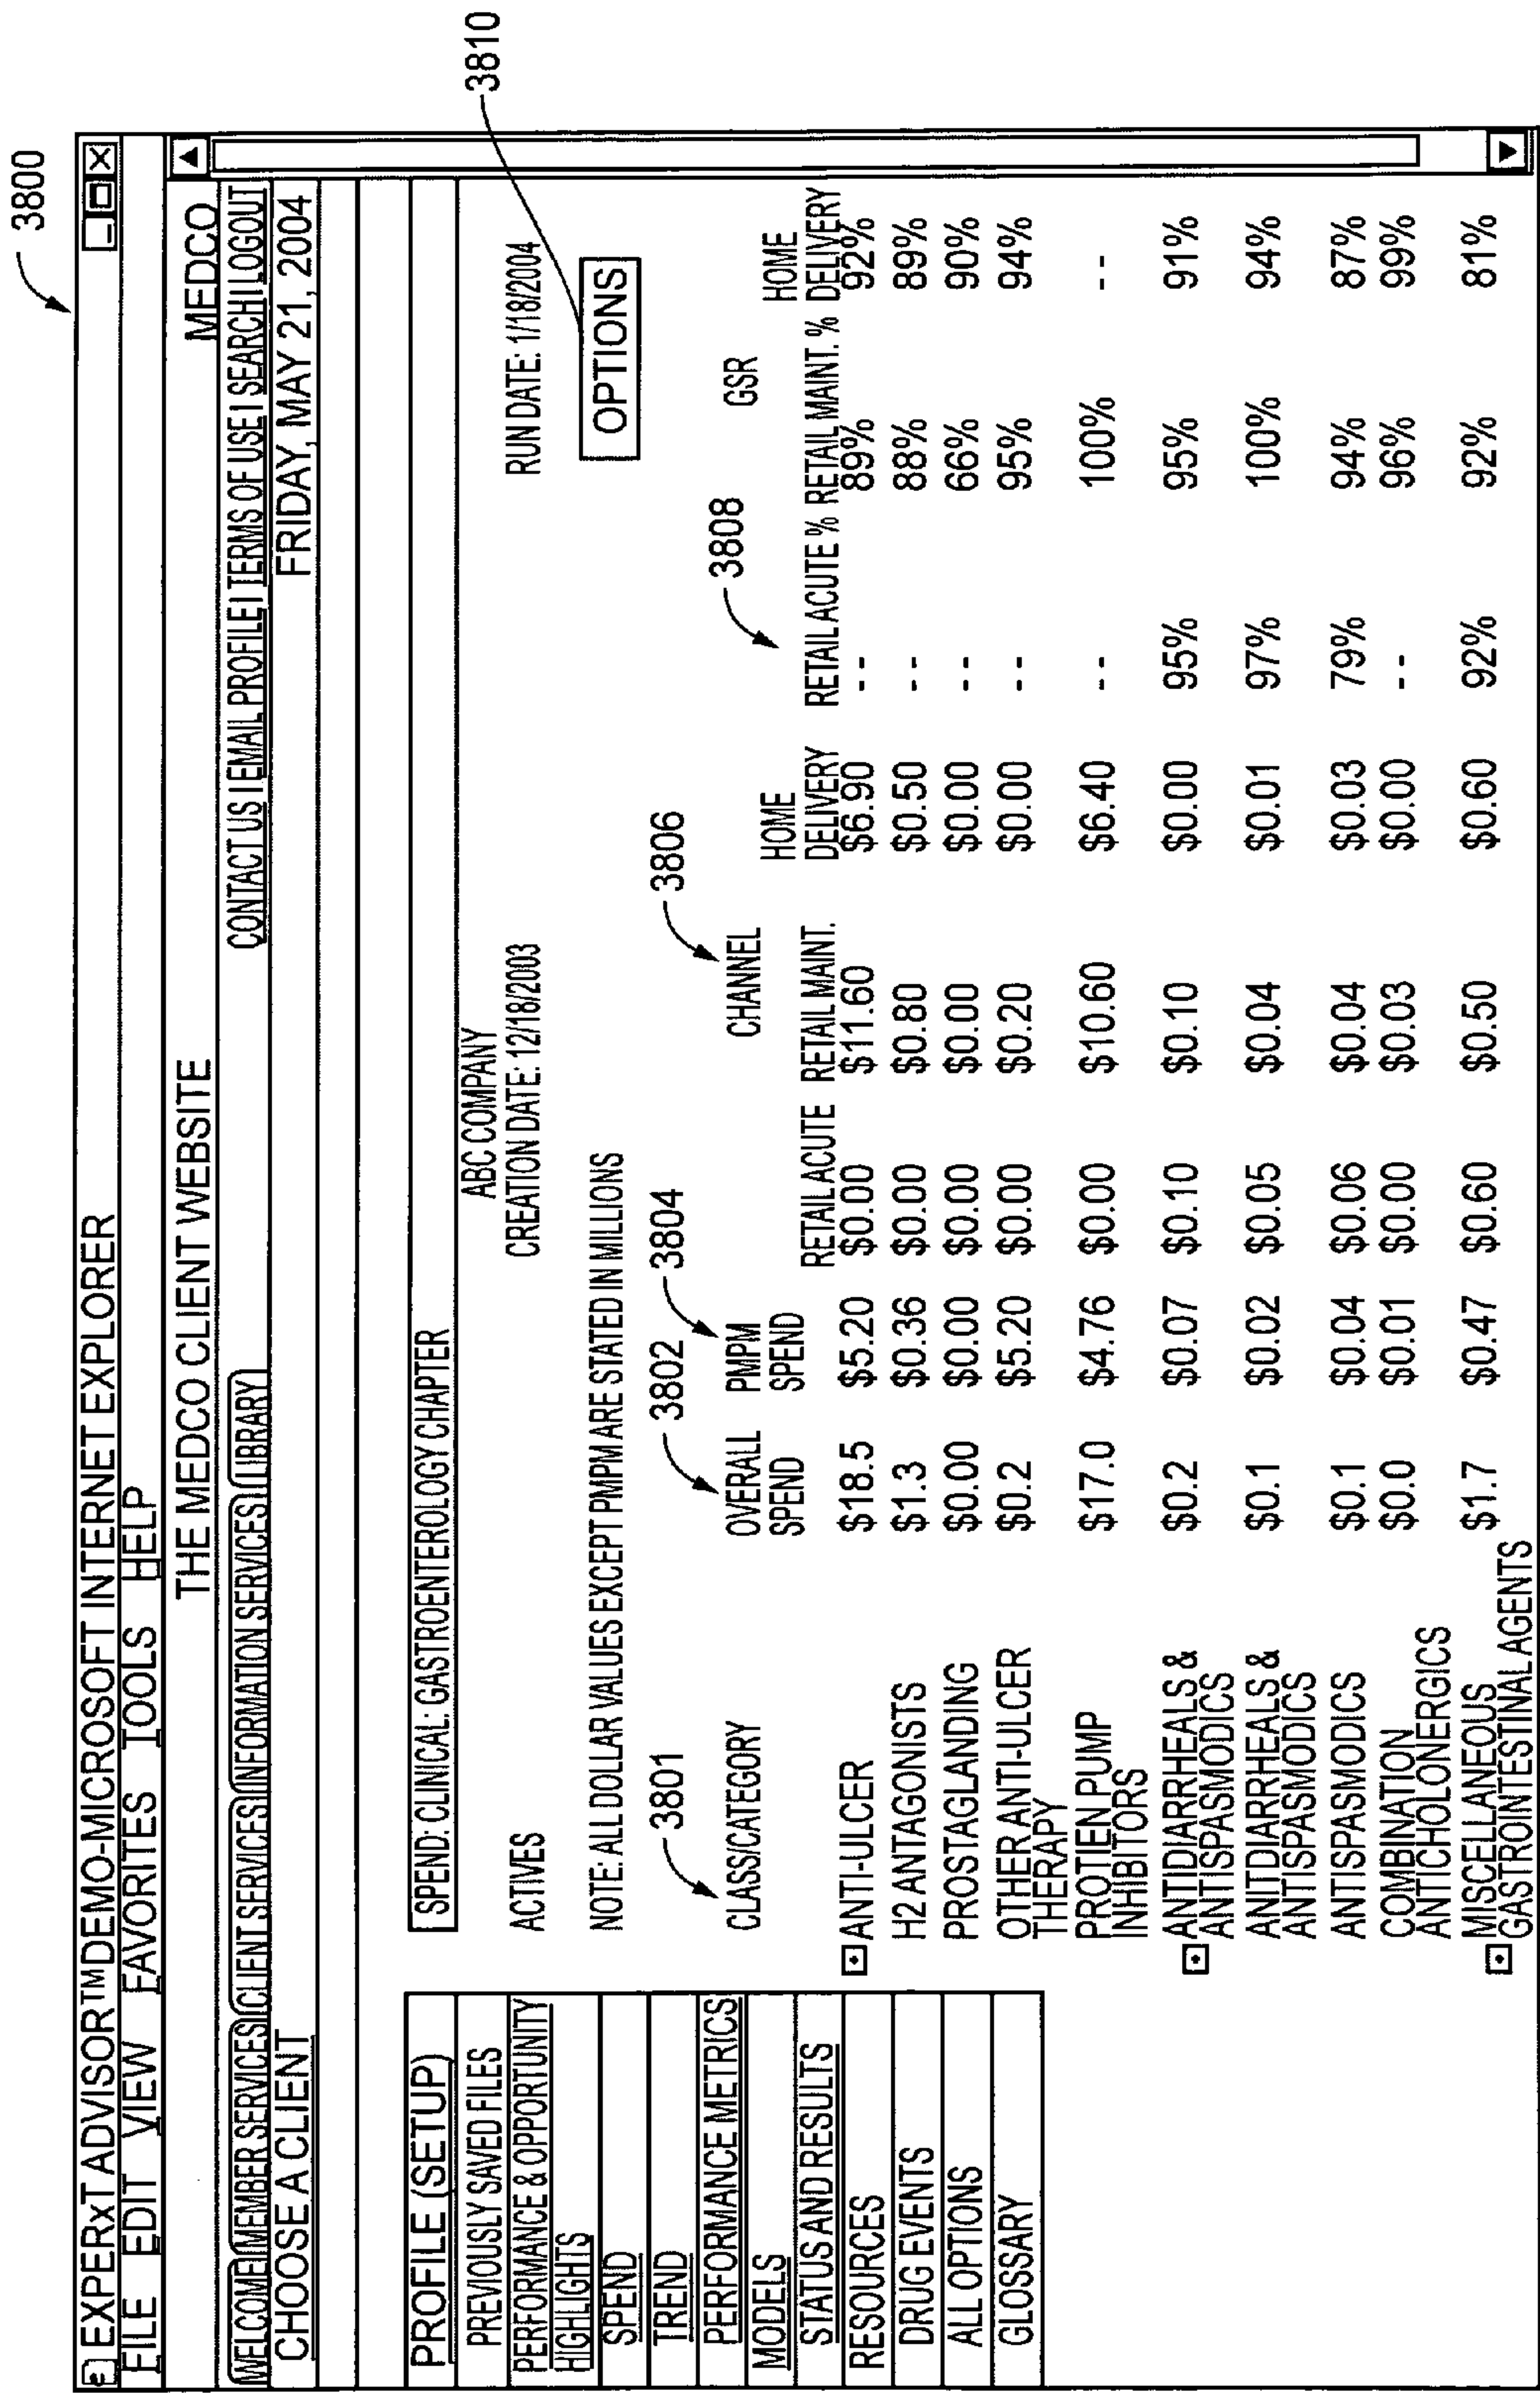 3800
EXPERxT ADVISOR™DEMO-MICROSOFT INTERNET EXPLORER
FILE EDIT VIEW FAVORITES TOOLS HELP
THE MEDCO CLIENT WEBSITE MEDCO
WELCOME MEMBER SERVICES CLIENT SERVICES INFORMATION SERVICES LIBRARY CONTACT US | EMAIL PROFILE | TERMS OF USE | SEARCH | LOGOUT
CHOOSE A CLIENT FRIDAY, MAY 21, 2004
PROFILE (SETUP)
PREVIOUSLY SAVED FILES
PERFORMANCE & OPPORTUNITY
HIGHLIGHTS
SPEND
TREND
PERFORMANCE METRICS
MODELS
STATUS AND RESULTS
RESOURCES
DRUG EVENTS
ALL OPTIONS
GLOSSARY
SPEND: CLINICAL: GASTROENTEROLOGY CHAPTER
ABC COMPANY
ACTIVES CREATION DATE: 12/18/2003 RUN DATE: 1/18/2004
NOTE: ALL DOLLAR VALUES EXCEPT PMPM ARE STATED IN MILLIONS
OPTIONS 3810
3801 3802 3804 3806 3808
CLASS/CATEGORY OVERALL PMPM CHANNEL GSR
SPEND SPEND HOME HOME
RETAIL ACUTE RETAIL MAINT. DELIVERY RETAIL ACUTE % RETAIL MAINT. % DELIVERY
ANTI-ULCER $18.5 $5.20 $0.00 $11.60 $6.90 -- 89% 92%
H2 ANTAGONISTS $1.3 $0.36 $0.00 $0.80 $0.50 -- 88% 89%
PROSTAGLANDING $0.00 $0.00 $0.00 $0.00 $0.00 -- 66% 90%
OTHER ANTI-ULCER $0.2 $5.20 $0.00 $0.20 $0.00 -- 95% 94%
THERAPY
PROTIEN PUMP $17.0 $4.76 $0.00 $10.60 $6.40 -- 100% --
INHIBITORS
ANTIDIARRHEALS & $0.2 $0.07 $0.10 $0.10 $0.00 95% 95% 91%
ANTISPASMODICS
ANITDIARRHEALS & $0.1 $0.02 $0.05 $0.04 $0.01 97% 100% 94%
ANTISPASMODICS
ANTISPASMODICS $0.1 $0.04 $0.06 $0.04 $0.03 79% 94% 87%
COMBINATION $0.0 $0.01 $0.00 $0.03 $0.00 -- 96% 99%
ANTICHOLONERGICS
MISCELLANEOUS $1.7 $0.47 $0.60 $0.50 $0.60 92% 92% 81%
GASTROINTESTINAL AGENTS